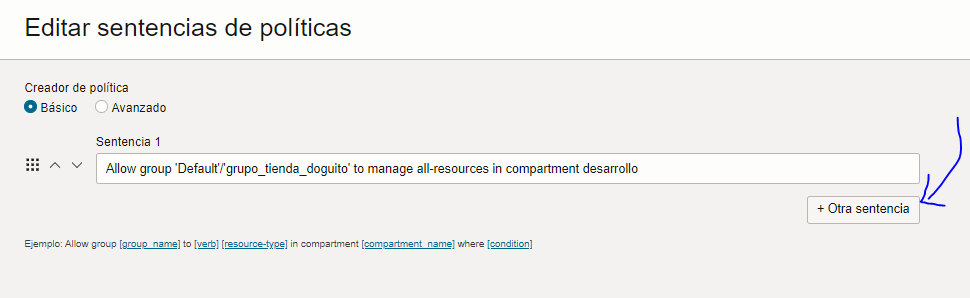 Editar sentencias de políticas
Creador de política
Básico Avanzado
Sentencia 1
Allow group 'Default'/'grupo_tienda_doguito' to manage all-resources in compartment desarrollo
+ Otra sentencia
Ejemplo: Allow group [group_name] to [verb] [resource-type] in compartment [compartment_name] where [condition]